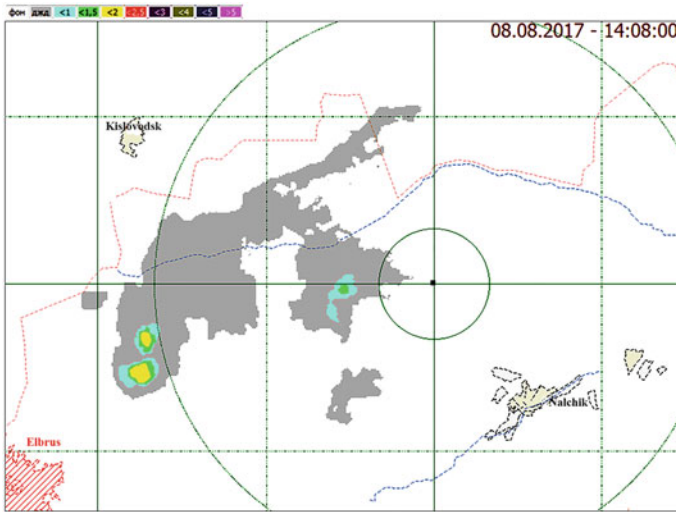 фон ДЖД <1 <1,5 <2 <2,5 <3 <4 <5 >5
08.08.2017 - 14:08:00
Kislovodsk
Nalchik
Elbrus